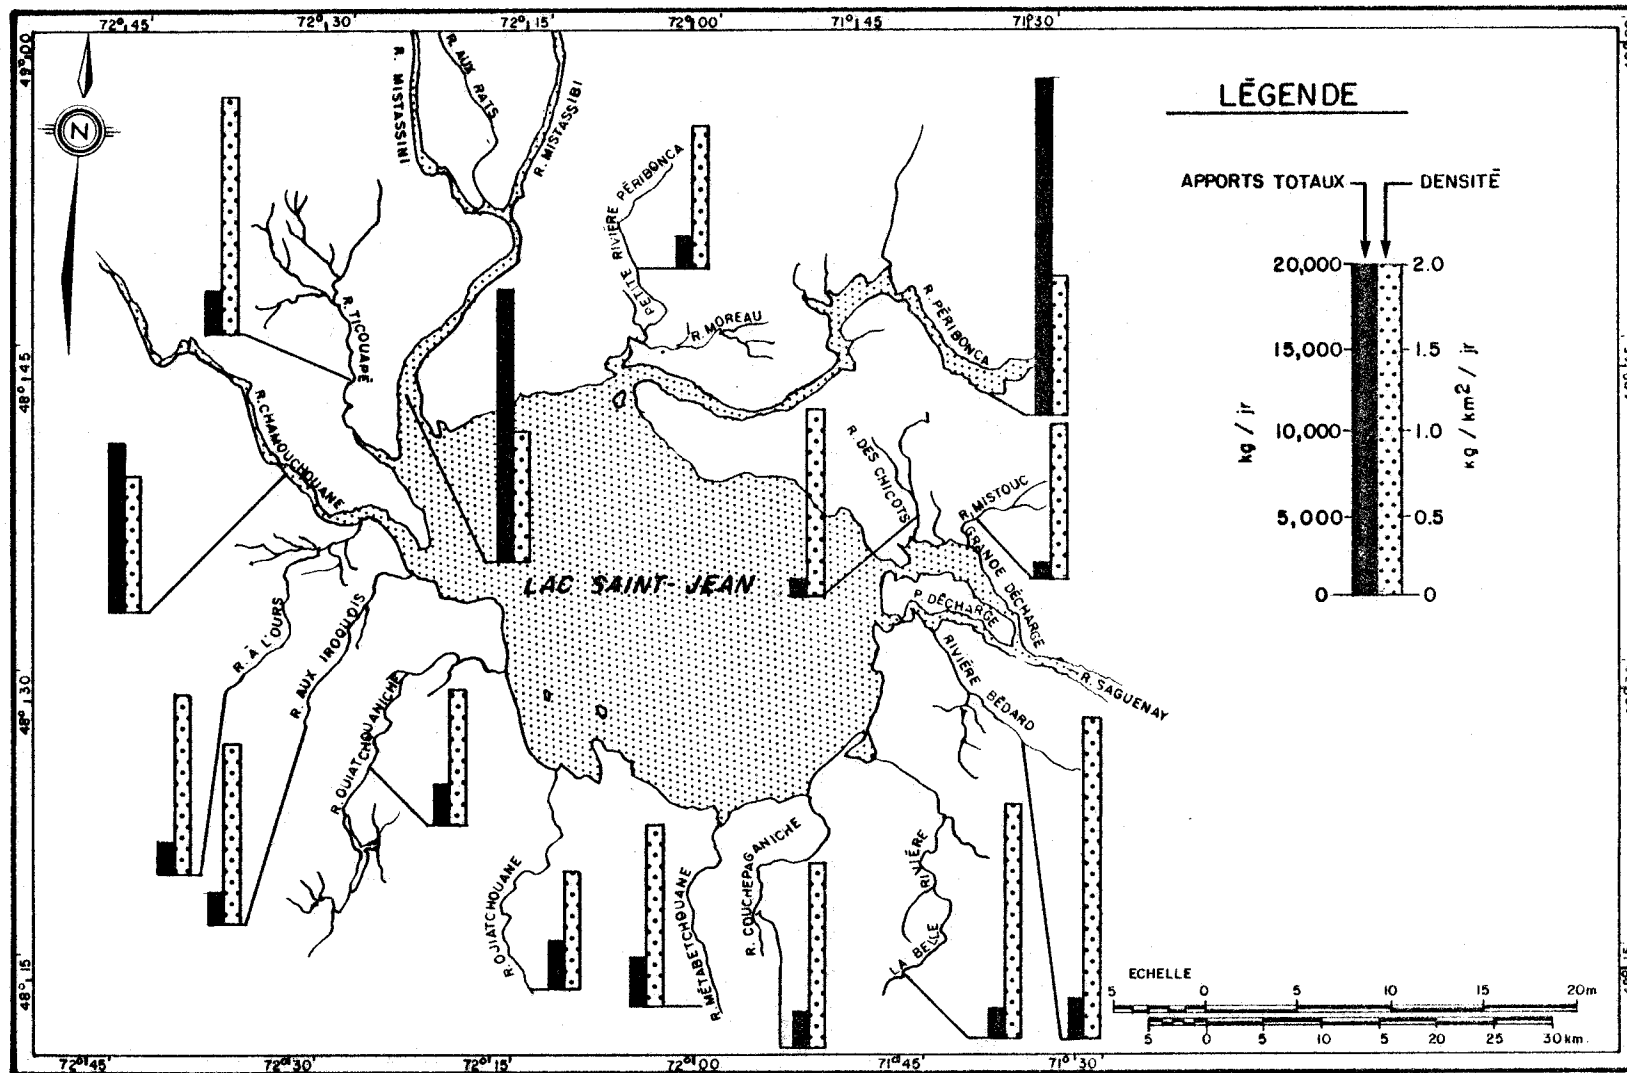 72°45' 72°30' 72°15' 72°00' 71°45' 71°30'
49°00'
48°45'
48°30'
48°15'
N
R. MISTASSINI
R. AUX RATS
R. MISTASSIBI
PETITE RIVIÈRE PÉRIBONCA
R. MOREAU
R. PÉRIBONCA
R. TICOUAPÉ
R. CHAMOUCHOUANE
R. DES CHICOTS
R. MISTOUC
GRANDE DÉCHARGE
P. DÉCHARGE
LAC SAINT-JEAN
R. À L'OURS
R. AUX IROQUOIS
R. OUIATCHOUANICHE
RIVIÈRE BÉDARD
R. SAGUENAY
R. OUIATCHOUANE
R. MÉTABETCHOUANE
R. COUCHEPAGANICHE
LA BELLE RIVIÈRE
LÉGENDE
APPORTS TOTAUX DENSITÉ
20,000 2.0
15,000 1.5
10,000 1.0
5,000 0.5
0 0
kg / jr
kg / km2 / jr
ECHELLE
5 0 5 10 15 20m
5 0 5 10 15 20 25 30km
72°45' 72°30' 72°15' 72°00' 71°45' 71°30'